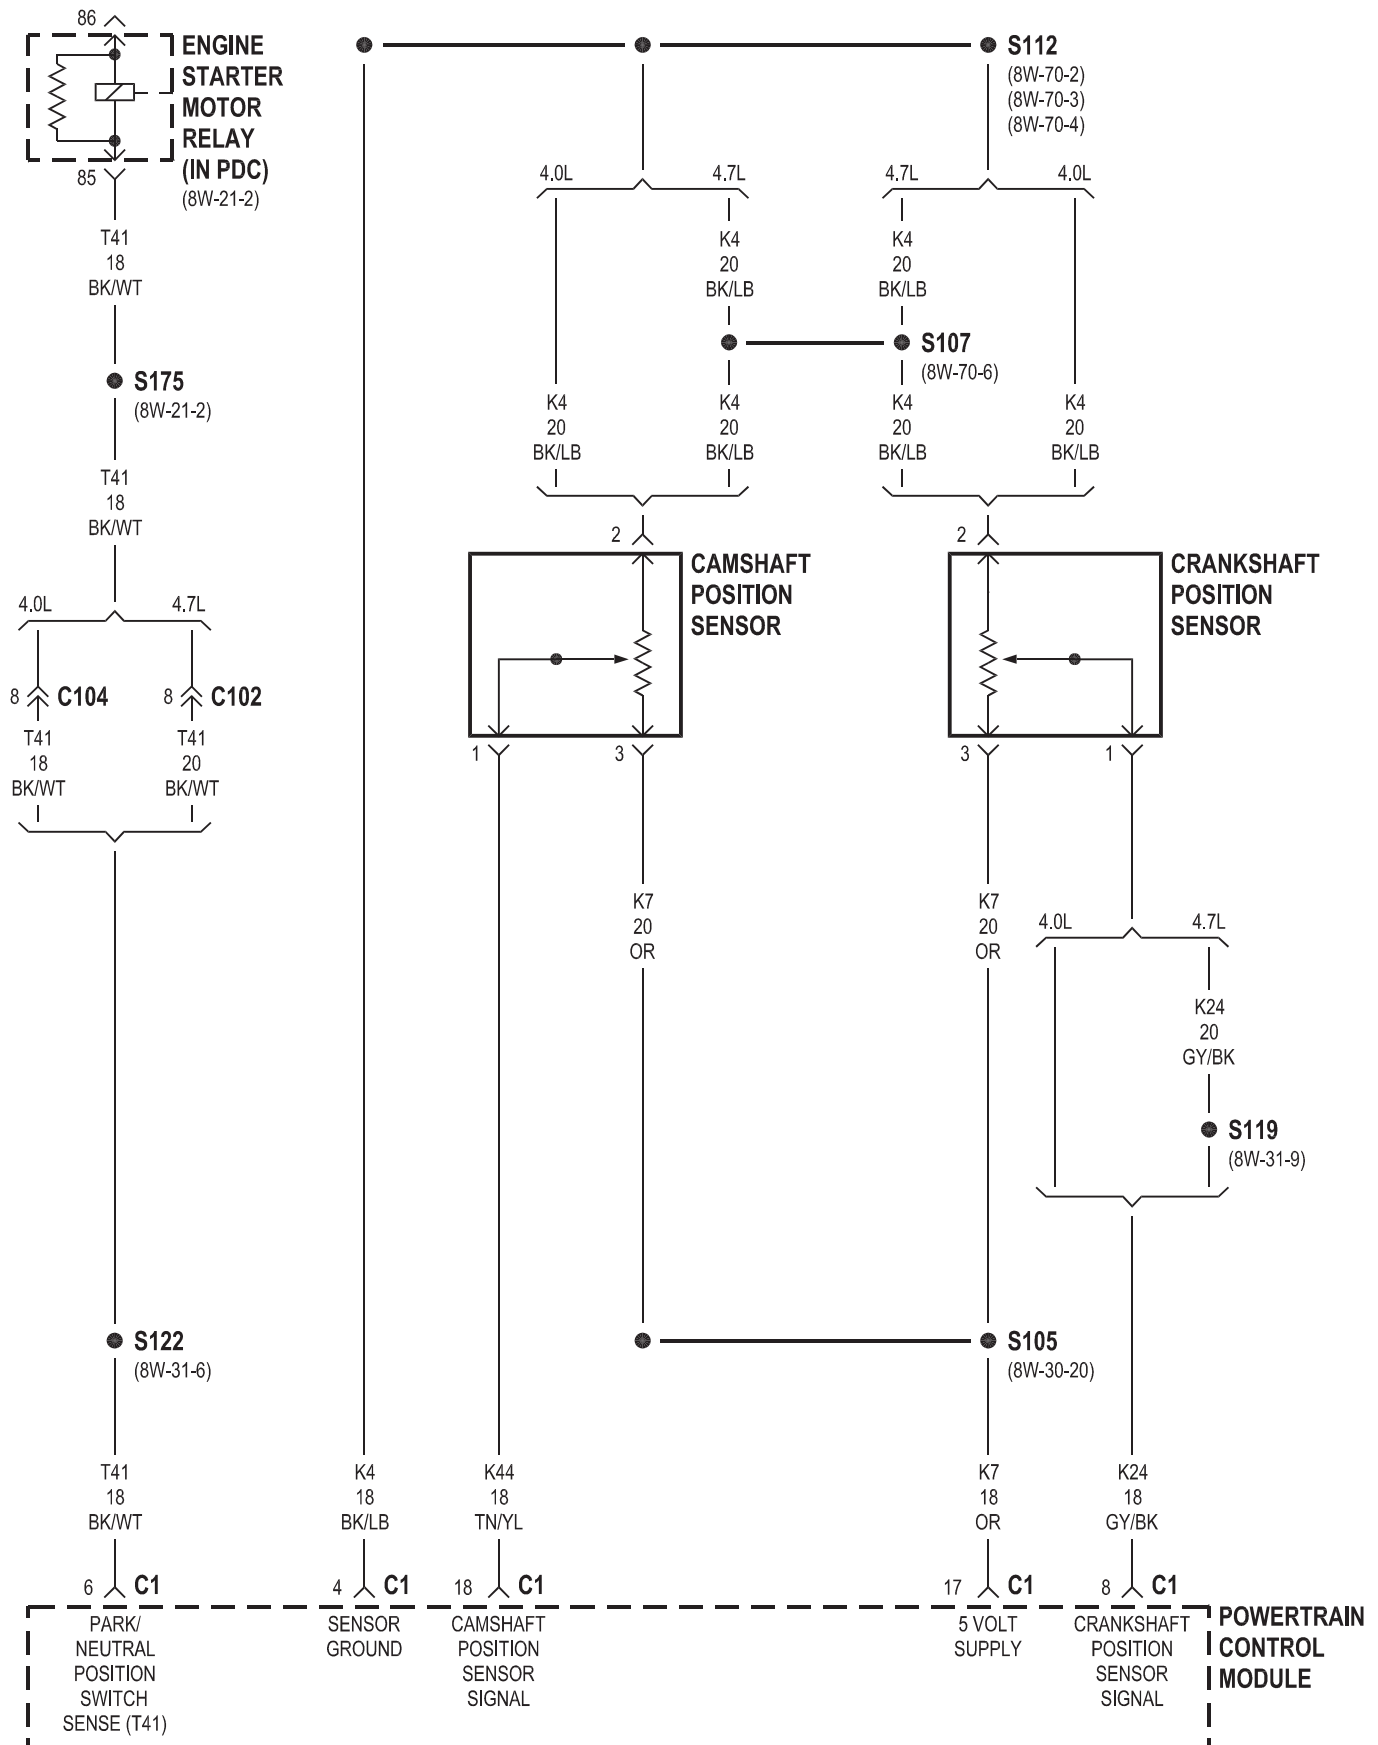 86
ENGINE
STARTER
MOTOR
RELAY
(IN PDC)
(8W-21-2)
85
T41
18
BK/WT
S175
(8W-21-2)
T41
18
BK/WT
4.0L
4.7L
8
C104
8
C102
T41
18
BK/WT
T41
20
BK/WT
S122
(8W-31-6)
T41
18
BK/WT
6
C1
PARK/
NEUTRAL
POSITION
SWITCH
SENSE (T41)
S112
(8W-70-2)
(8W-70-3)
(8W-70-4)
4.0L
4.7L
4.7L
4.0L
K4
20
BK/LB
K4
20
BK/LB
S107
(8W-70-6)
K4
20
BK/LB
K4
20
BK/LB
K4
20
BK/LB
K4
20
BK/LB
2
CAMSHAFT
POSITION
SENSOR
1
3
2
CRANKSHAFT
POSITION
SENSOR
3
1
K7
20
OR
K7
20
OR
4.0L
4.7L
K24
20
GY/BK
S119
(8W-31-9)
S105
(8W-30-20)
K4
18
BK/LB
K44
18
TN/YL
K7
18
OR
K24
18
GY/BK
4
C1
18
C1
17
C1
8
C1
SENSOR
GROUND
CAMSHAFT
POSITION
SENSOR
SIGNAL
5 VOLT
SUPPLY
CRANKSHAFT
POSITION
SENSOR
SIGNAL
POWERTRAIN
CONTROL
MODULE